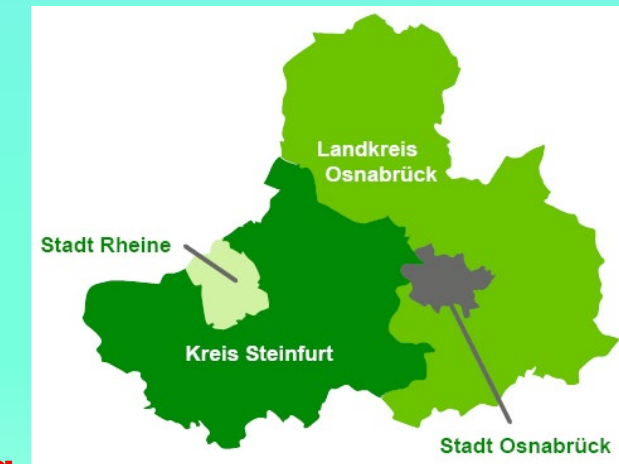 Landkreis
Osnabrück
Stadt Rheine
Kreis Steinfurt
Stadt Osnabrück